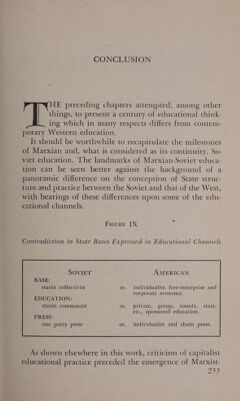 CONCLUSION
THE preceding chapters attempted, among other
things, to present a century of educational think-
ing which in many respects differs from contem-
porary Western education.
It should be worthwhile to recapitulate the milestones
of Marxian and, what is considered as its continuity, So-
viet education. The landmarks of Marxian-Soviet educa-
tion can be seen better against the background of a
panoramic difference on the conception of State struc-
ture and practice between the Soviet and that of the West,
with bearings of these differences upon some of the edu-
cational channels.
FIGURE IX
Contradiction in State Bases Expressed in Educational Channels
SOVIET AMERICAN
BASE:
statist collectivist vs. individualist, free-enterprise and
corporate economy.
EDUCATION:
statist communist vs. private, group, county, state,
etc., sponsored education.
PRESS:
one party press vs. individualist and chain press.
As shown elsewhere in this work, criticism of capitalist
educational practice preceded the emergence of Marxist-
253